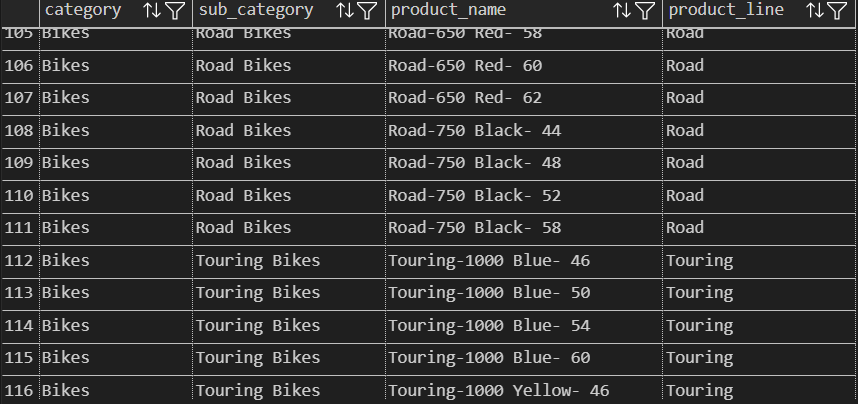 category sub_category product_name product_line
105 Bikes Road Bikes Road-650 Red- 58 Road
106 Bikes Road Bikes Road-650 Red- 60 Road
107 Bikes Road Bikes Road-650 Red- 62 Road
108 Bikes Road Bikes Road-750 Black- 44 Road
109 Bikes Road Bikes Road-750 Black- 48 Road
110 Bikes Road Bikes Road-750 Black- 52 Road
111 Bikes Road Bikes Road-750 Black- 58 Road
112 Bikes Touring Bikes Touring-1000 Blue- 46 Touring
113 Bikes Touring Bikes Touring-1000 Blue- 50 Touring
114 Bikes Touring Bikes Touring-1000 Blue- 54 Touring
115 Bikes Touring Bikes Touring-1000 Blue- 60 Touring
116 Bikes Touring Bikes Touring-1000 Yellow- 46 Touring